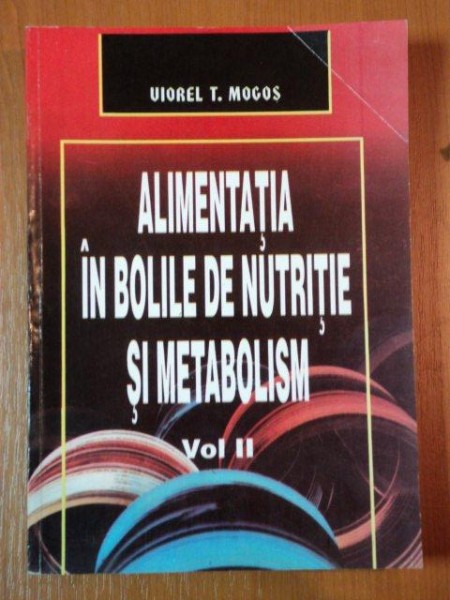 VIOREL T. MOGOȘ
ALIMENTAȚIA
ÎN BOLILE DE NUTRIȚIE
ȘI METABOLISM
Vol II